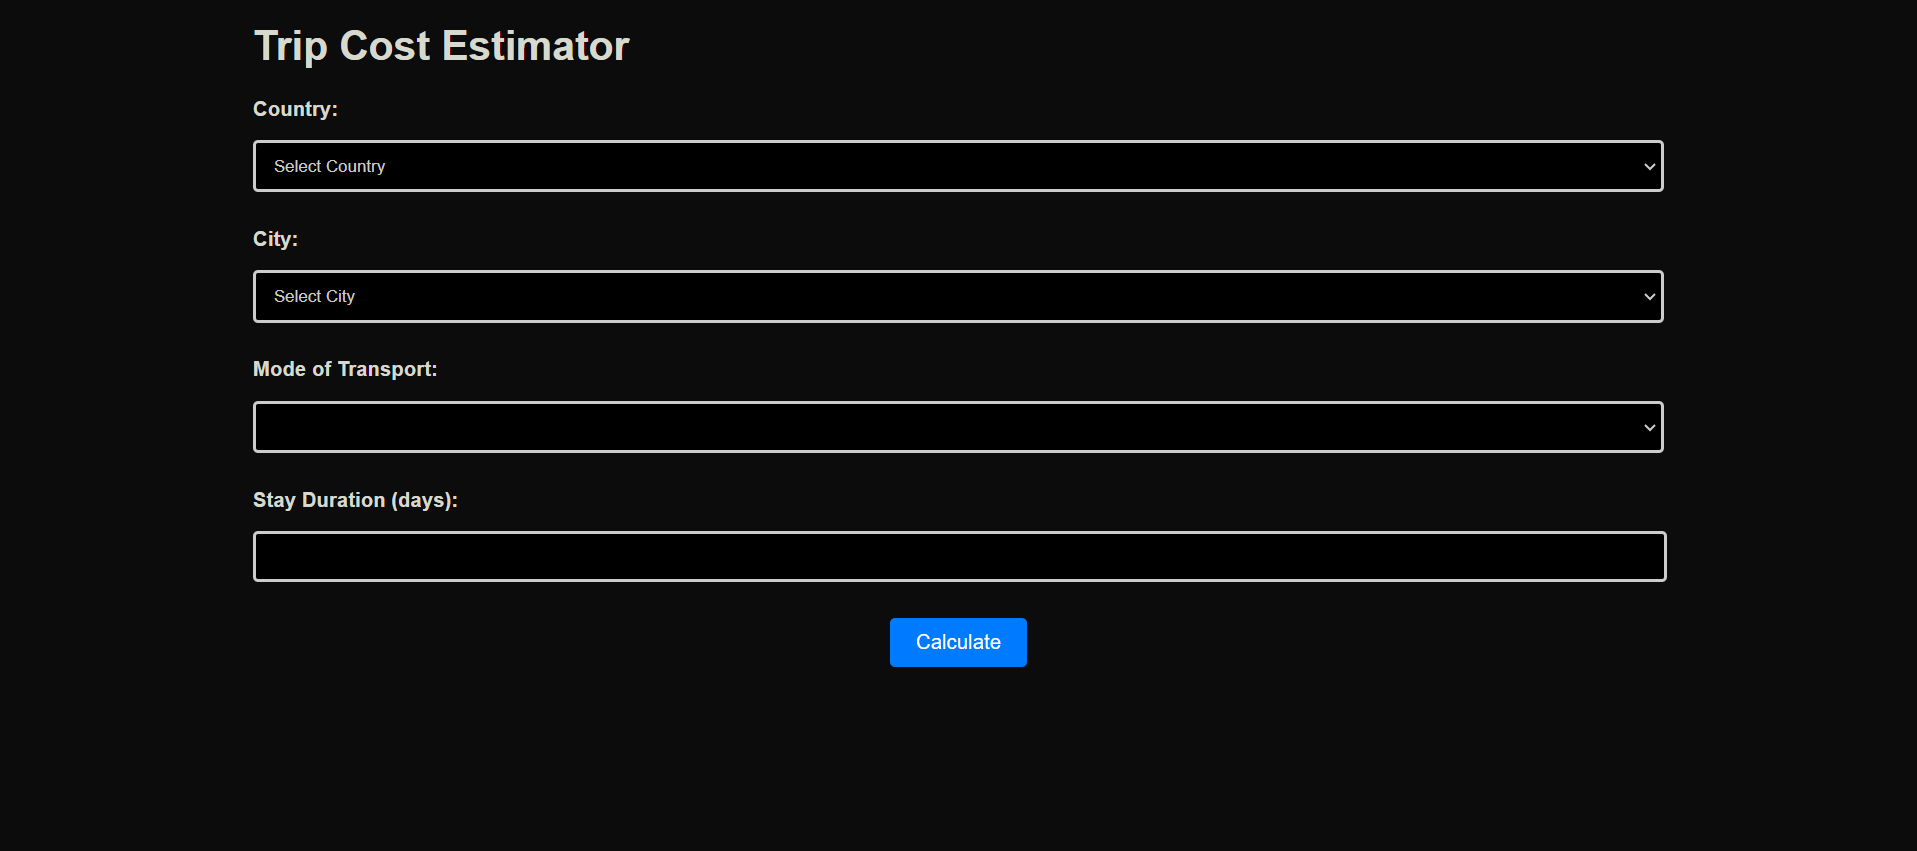 Trip Cost Estimator
Country:
Select Country
City:
Select City
Mode of Transport:
Stay Duration (days):
Calculate